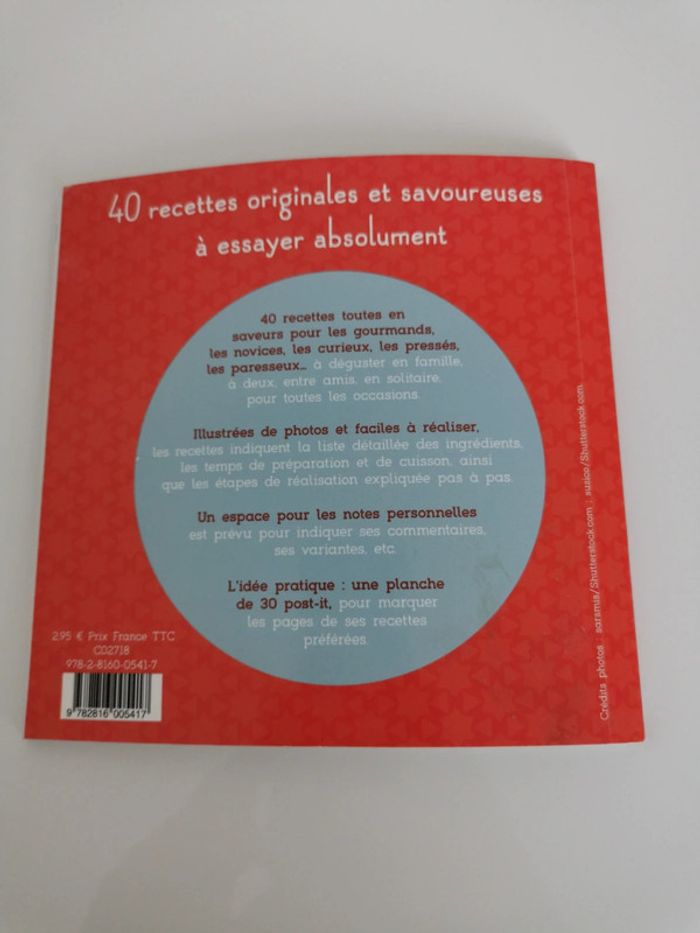 40 recettes originales et savoureuses
à essayer absolument
40 recettes toutes en
saveurs pour les gourmands,
les novices, les curieux, les pressés,
les paresseux... à déguster en famille,
à deux, entre amis, en solitaire,
pour toutes les occasions.
Illustrées de photos et faciles à réaliser,
les recettes indiquent la liste détaillée des ingrédients,
les temps de préparation et de cuisson, ainsi
que les étapes de réalisation expliquée pas à pas.
Un espace pour les notes personnelles
est prévu pour indiquer ses commentaires,
ses variantes, etc.
L'idée pratique : une planche
de 30 post-it, pour marquer
les pages de ses recettes
préférées.
2,95 € Prix France TTC
C02718
978-2-8160-0541-7
9 782816 005417
Crédits photos : sarsmis/Shutterstock.com ; suzico/Shutterstock.com